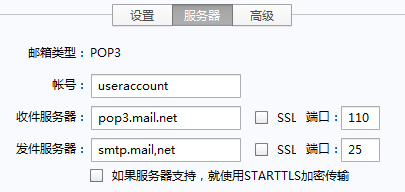 设置 服务器 高级
邮箱类型：POP3
帐号：useraccount
收件服务器：pop3.mail.net SSL 端口：110
发件服务器：smtp.mail,net SSL 端口：25
如果服务器支持，就使用STARTTLS加密传输